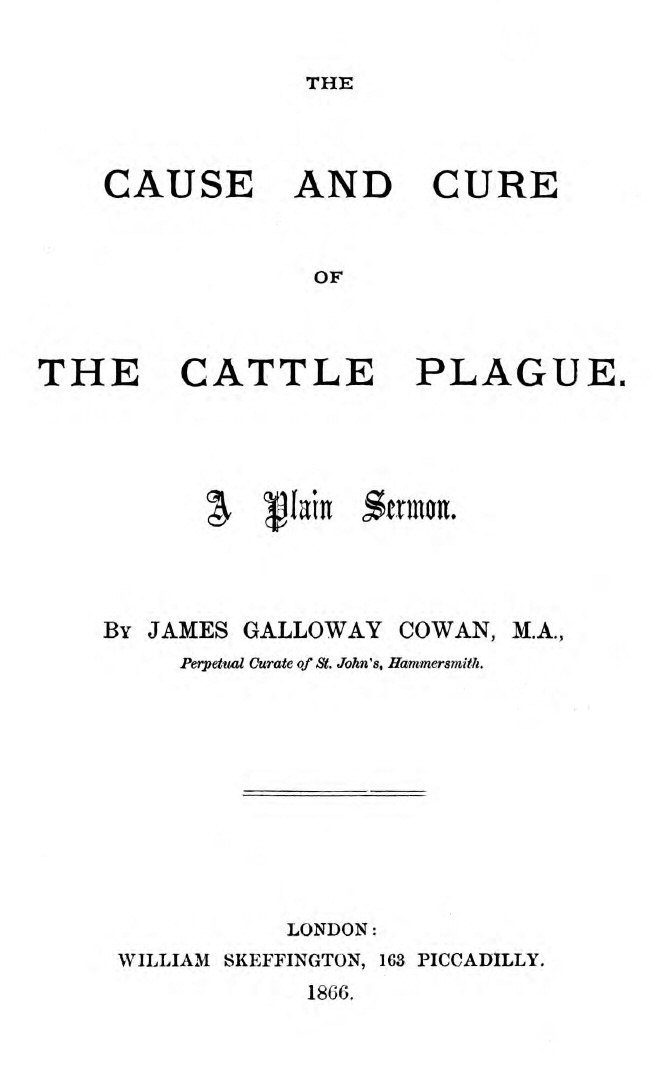 THE
CAUSE AND CURE
OF
THE CATTLE PLAGUE.
A Plain Sermon.
BY JAMES GALLOWAY COWAN, M.A.,
Perpetual Curate of St. John's, Hammersmith.
LONDON:
WILLIAM SKEFFINGTON, 163 PICCADILLY.
1866.